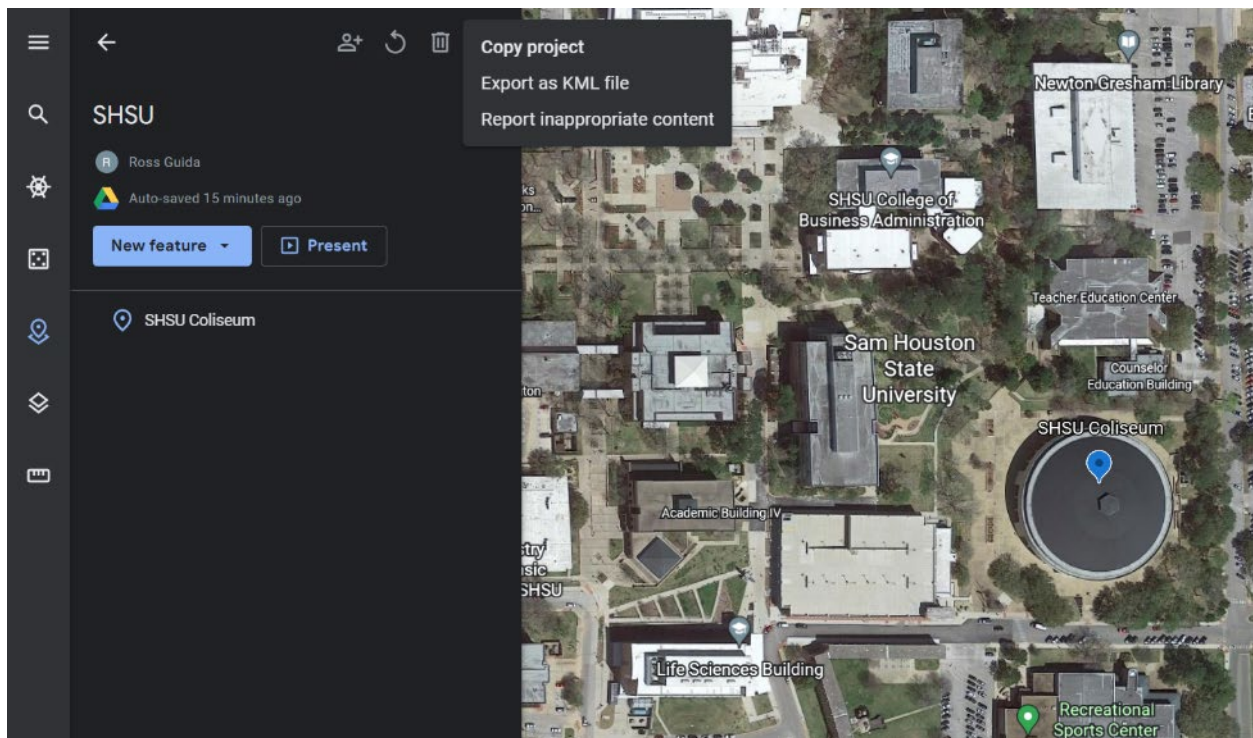 Copy project
Export as KML file
Report inappropriate content
SHSU
R
Ross Guida
Auto-saved 15 minutes ago
New feature
Present
SHSU Coliseum
Newton Gresham Library
SHSU College of
Business Administration
Teacher Education Center
Sam Houston
State
University
Counselor
Education Building
SHSU Coliseum
Academic Building IV
SHSU
Life Sciences Building
Recreational
Sports Center